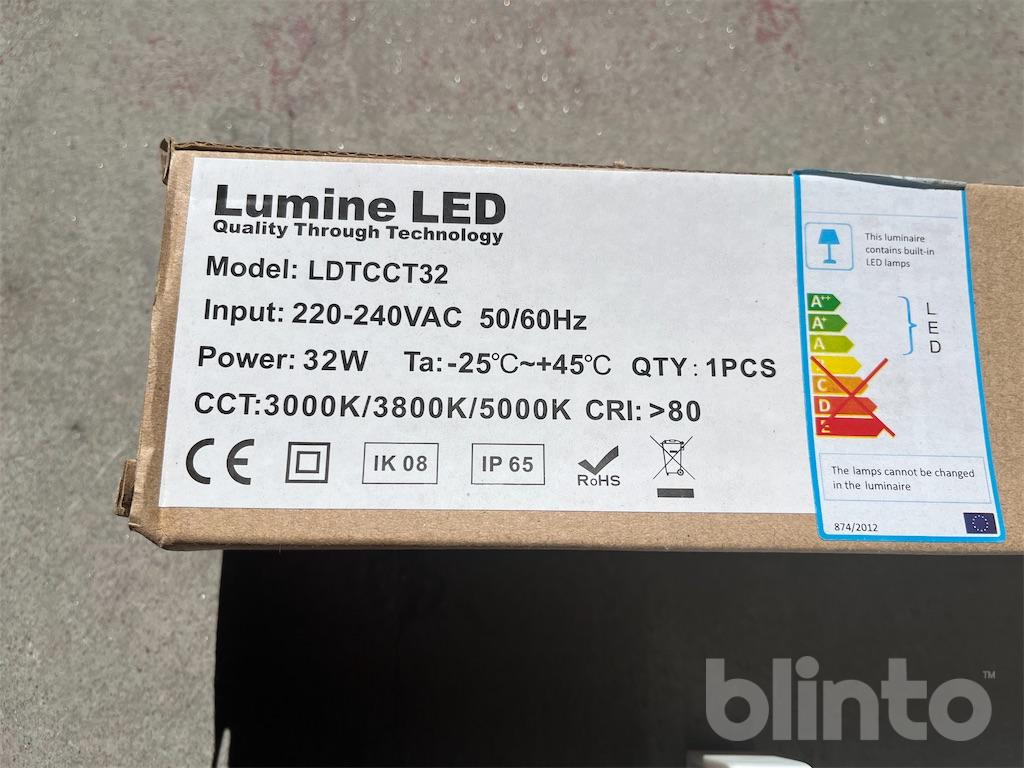 Lumine LED
Quality Through Technology
Model: LDTCCT32
Input: 220-240VAC 50/60Hz
Power: 32W Ta: -25℃~+45℃ QTY: 1PCS
CCT:3000K/3800K/5000K CRI: >80
CE
IK 08
IP 65
RoHS
This luminaire
contains built-in
LED lamps
A++
A+
A
C
D
E
L
E
D
The lamps cannot be changed
in the luminaire
874/2012
blinto™